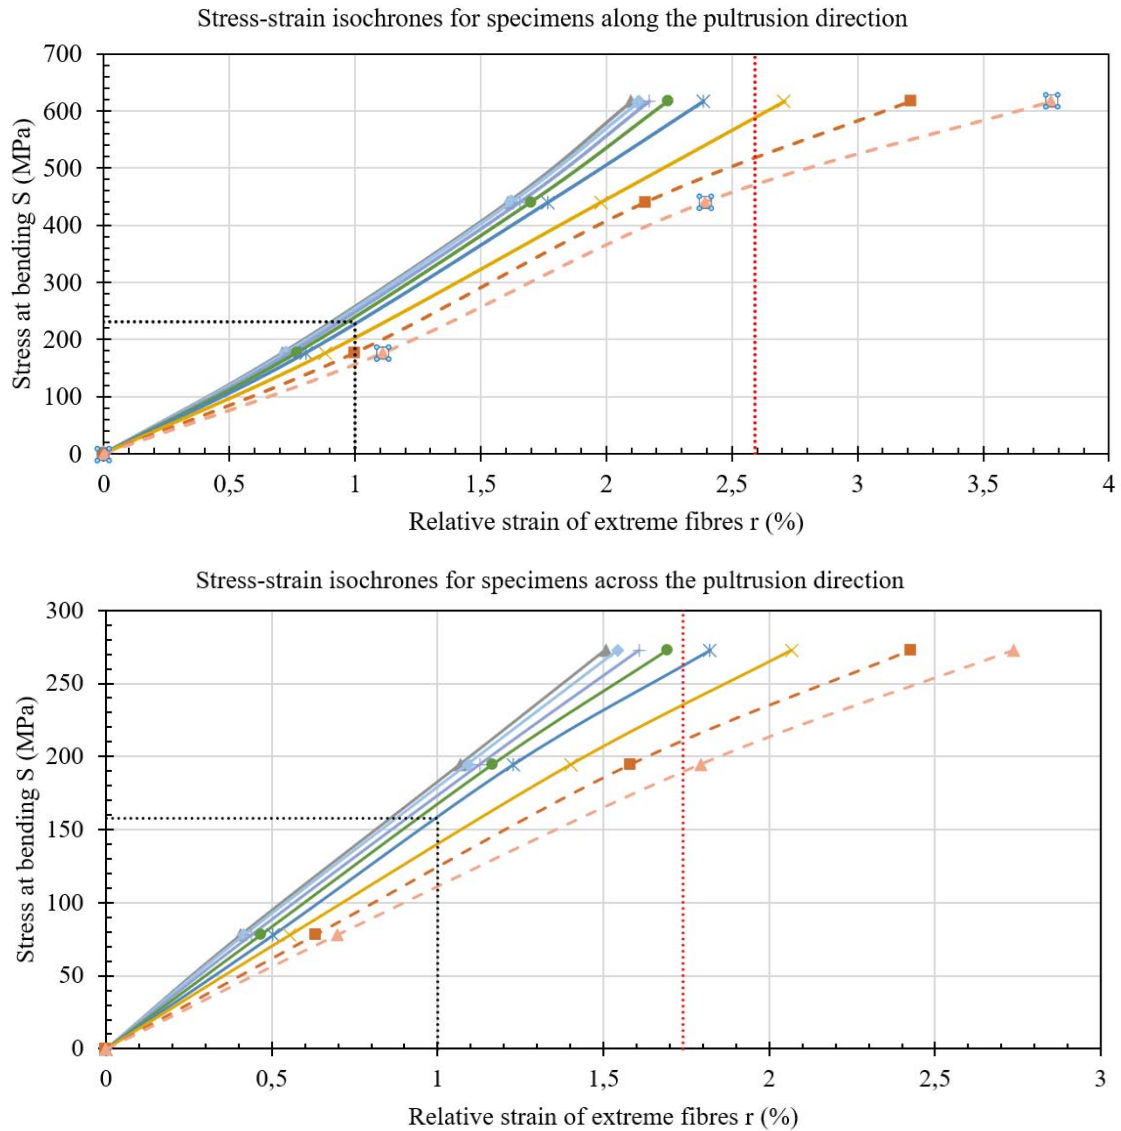 Stress-strain isochrones for specimens along the pultrusion direction
700
600
500
400
300
200
100
0
Stress at bending S (MPa)
0 0,5 1 1,5 2 2,5 3 3,5 4
Relative strain of extreme fibres r (%)
Stress-strain isochrones for specimens across the pultrusion direction
300
250
200
150
100
50
0
Stress at bending S (MPa)
0 0,5 1 1,5 2 2,5 3
Relative strain of extreme fibres r (%)